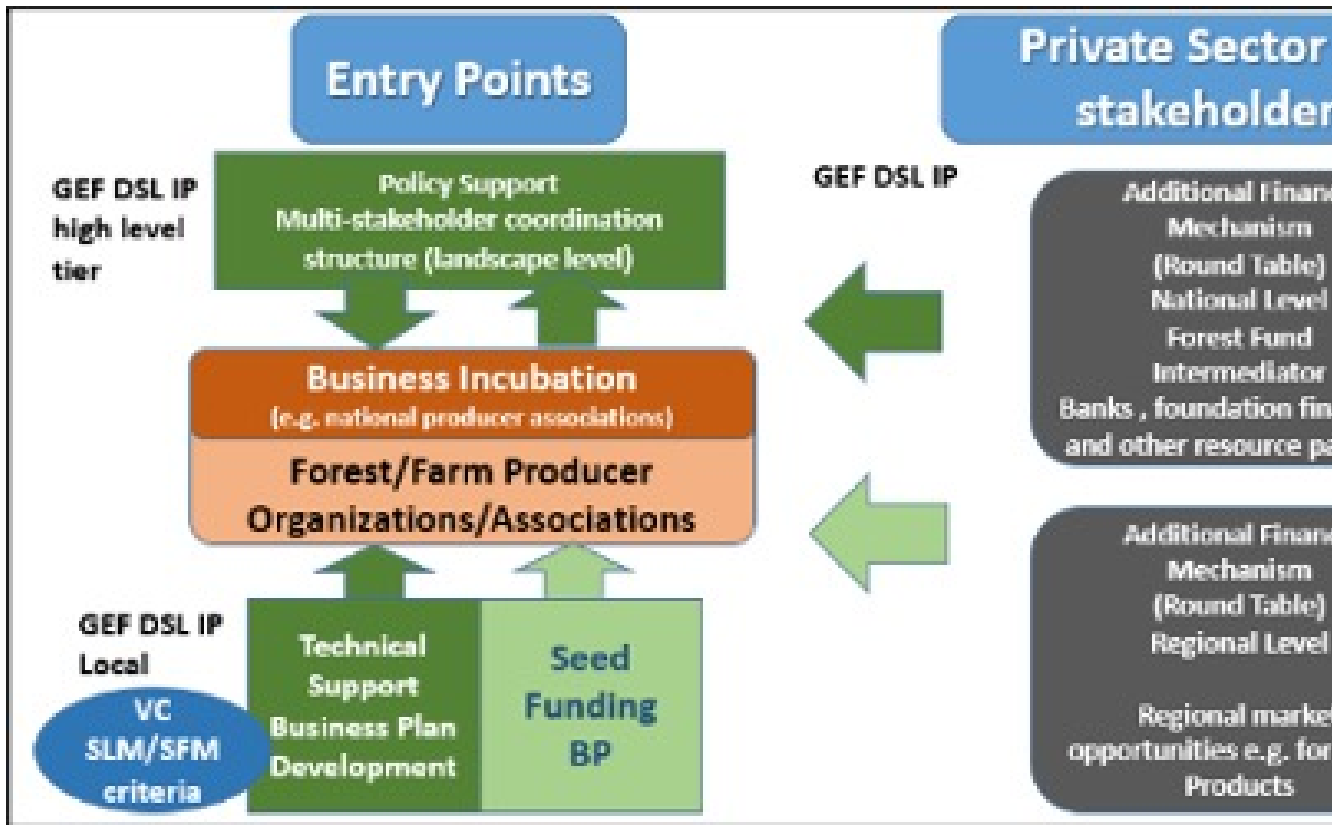 Entry Points
Private Sector
stakeholder
GEF DSL IP
high level
tier
Policy Support
Multi-stakeholder coordination
structure (landscape level)
GEF DSL IP
Business Incubation
(e.g. national producer associations)
Forest/Farm Producer
Organizations/Associations
GEF DSL IP
Local
VC
SLM/SFM
criteria
Technical
Support
Business Plan
Development
Seed
Funding
BP
Additional Financ
Mechanism
(Round Table)
National Level
Forest Fund
Intermediator
Banks , foundation fin
and other resource pa
Additional Financ
Mechanism
(Round Table)
Regional Level
Regional marke
opportunities e.g. for
Products